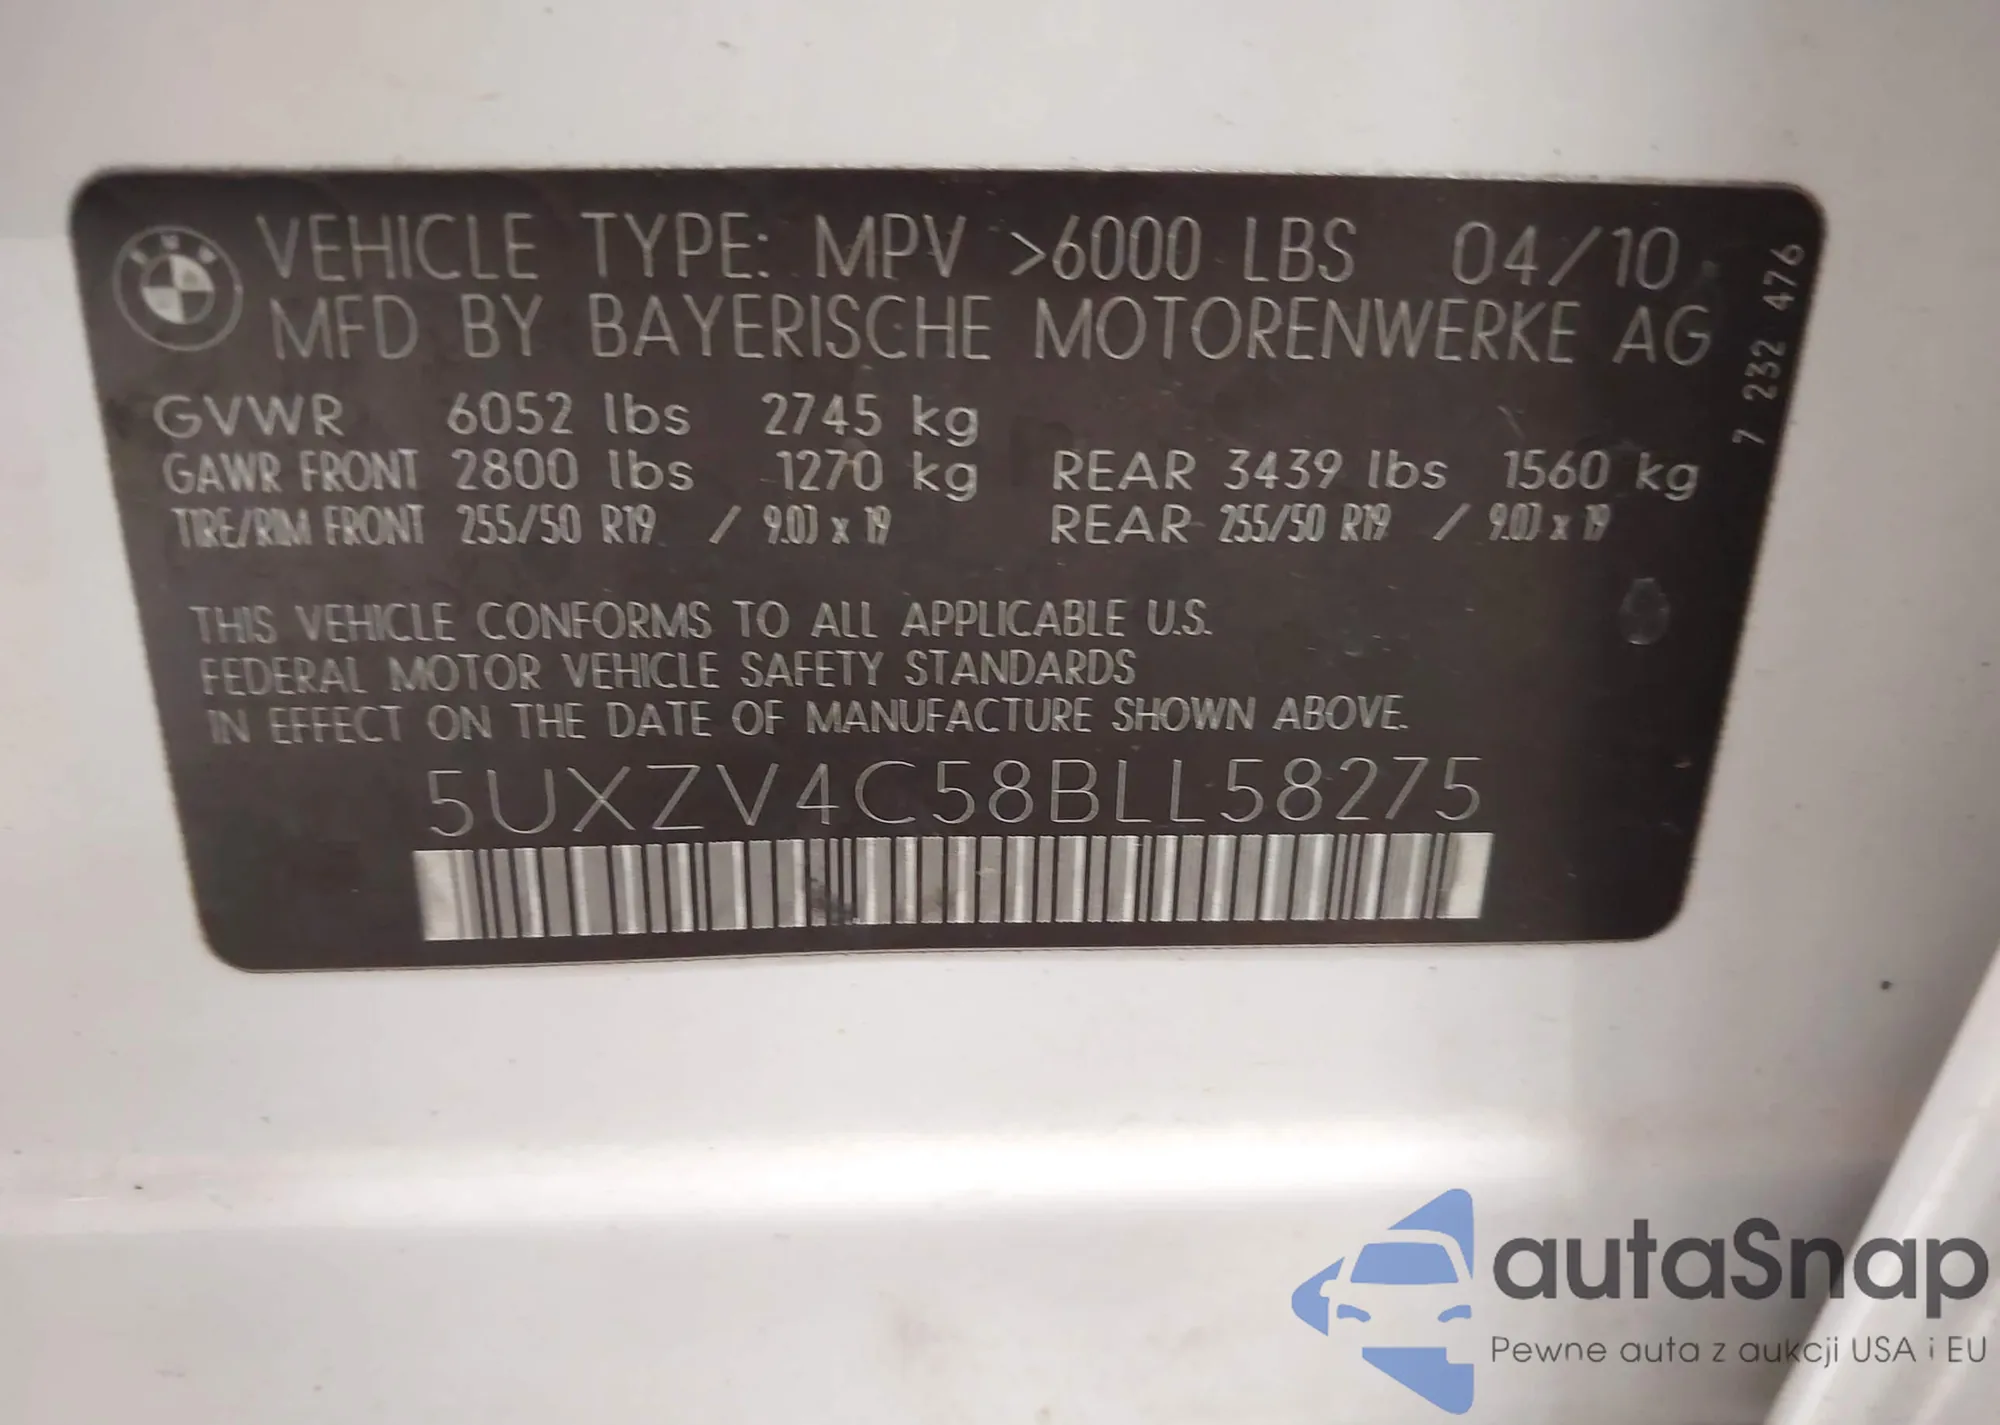 VEHICLE TYPE: MPV >6000 LBS 04/10
MFD BY BAYERISCHE MOTORENWERKE AG
7 232 476
GVWR 6052 lbs 2745 kg
GAWR FRONT 2800 lbs 1270 kg REAR 3439 lbs 1560 kg
TIRE/RIM FRONT 255/50 R19 / 9.0J x 19 REAR 255/50 R19 / 9.0J x 19
THIS VEHICLE CONFORMS TO ALL APPLICABLE U.S.
FEDERAL MOTOR VEHICLE SAFETY STANDARDS
IN EFFECT ON THE DATE OF MANUFACTURE SHOWN ABOVE.
5UXZV4C58BLL58275
autaSnap
Pewne auta z aukcji USA i EU